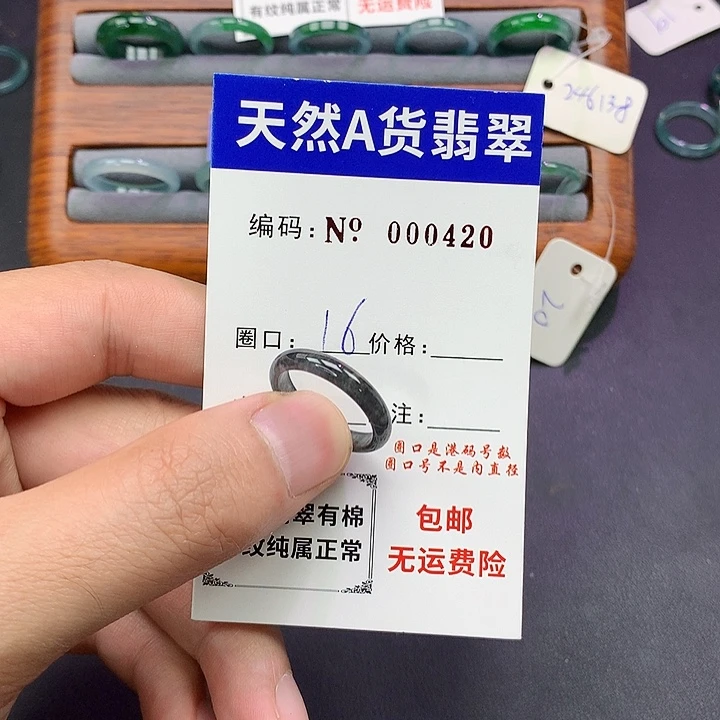 有纹纯属正常 无运费险
246138
20
天然A货翡翠
编码：Nº 000420
圈口：16 价格：
注：
圈口是港码号数
圈口号不是内直径
翠有棉
纹纯属正常
包邮
无运费险